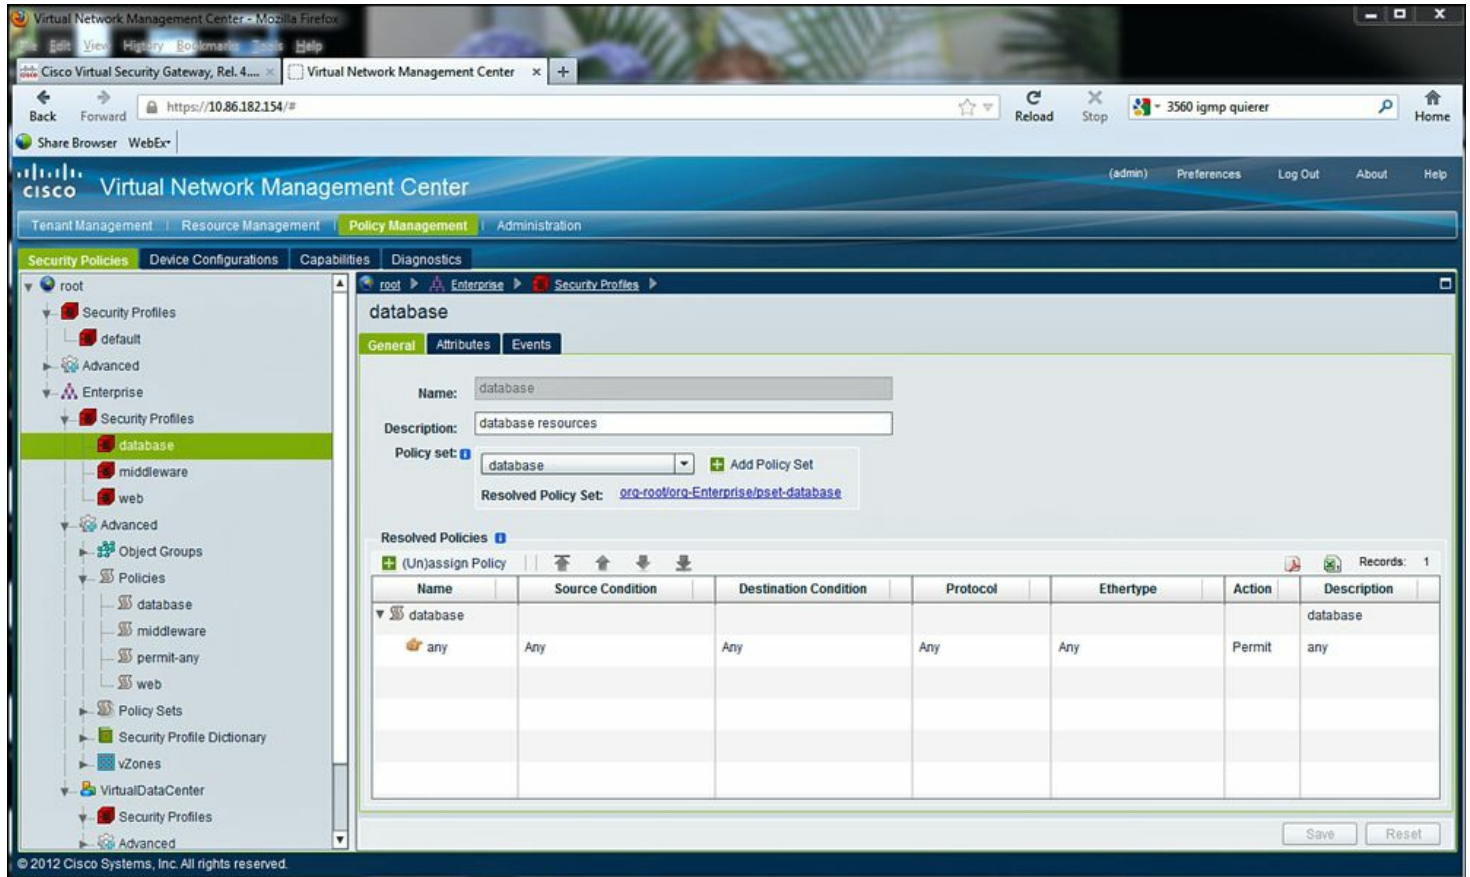 Virtual Network Management Center - Mozilla Firefox
File Edit View History Bookmarks Tools Help
Cisco Virtual Security Gateway, Rel. 4.... × Virtual Network Management Center × +
Back Forward https://10.86.182.154/# Reload Stop 3560 igmp quierer Home
Share Browser WebEx
CISCO Virtual Network Management Center (admin) Preferences Log Out About Help
Tenant Management | Resource Management | Policy Management | Administration
Security Policies Device Configurations Capabilities Diagnostics
root
Security Profiles
default
Advanced
Enterprise
Security Profiles
database
middleware
web
Advanced
Object Groups
Policies
database
middleware
permit-any
web
Policy Sets
Security Profile Dictionary
vZones
VirtualDataCenter
Security Profiles
Advanced
root Enterprise Security Profiles
database
General Attributes Events
Name: database
Description: database resources
Policy set: database Add Policy Set
Resolved Policy Set: org-root/org-Enterprise/pset-database
Resolved Policies
(Un)assign Policy Records: 1
Name Source Condition Destination Condition Protocol Ethertype Action Description
database database
any Any Any Any Any Permit any
Save Reset
© 2012 Cisco Systems, Inc. All rights reserved.